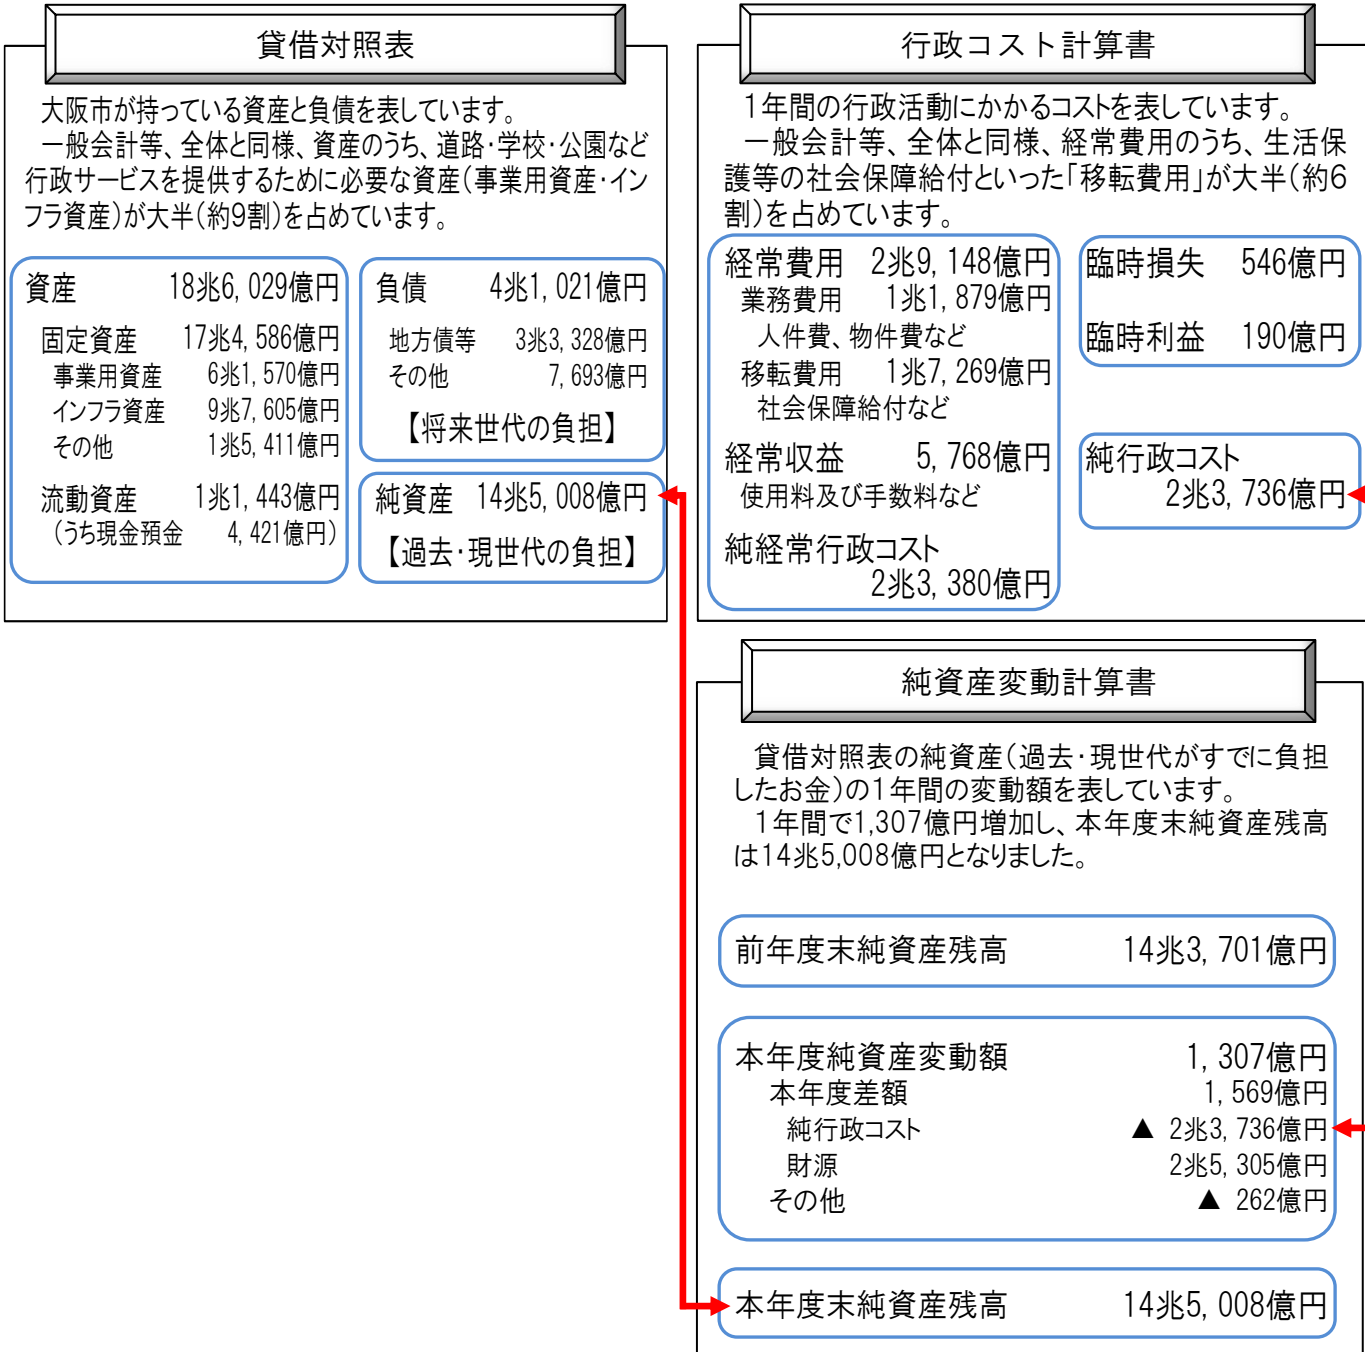 貸借対照表
大阪市が持っている資産と負債を表しています。
一般会計等、全体と同様、資産のうち、道路・学校・公園など
行政サービスを提供するために必要な資産（事業用資産・イン
フラ資産）が大半（約9割）を占めています。
資産 18兆6,029億円
固定資産 17兆4,586億円
事業用資産 6兆1,570億円
インフラ資産 9兆7,605億円
その他 1兆5,411億円
流動資産 1兆1,443億円
（うち現金預金 4,421億円）
負債 4兆1,021億円
地方債等 3兆3,328億円
その他 7,693億円
【将来世代の負担】
純資産 14兆5,008億円
【過去・現世代の負担】
行政コスト計算書
1年間の行政活動にかかるコストを表しています。
一般会計等、全体と同様、経常費用のうち、生活保
護等の社会保障給付といった「移転費用」が大半（約6
割）を占めています。
経常費用 2兆9,148億円
業務費用 1兆1,879億円
人件費、物件費など
移転費用 1兆7,269億円
社会保障給付など
経常収益 5,768億円
使用料及び手数料など
純経常行政コスト
2兆3,380億円
臨時損失 546億円
臨時利益 190億円
純行政コスト
2兆3,736億円
純資産変動計算書
貸借対照表の純資産（過去・現世代がすでに負担
したお金）の1年間の変動額を表しています。
1年間で1,307億円増加し、本年度末純資産残高
は14兆5,008億円となりました。
前年度末純資産残高 14兆3,701億円
本年度純資産変動額 1,307億円
本年度差額 1,569億円
純行政コスト ▲ 2兆3,736億円
財源 2兆5,305億円
その他 ▲ 262億円
本年度末純資産残高 14兆5,008億円